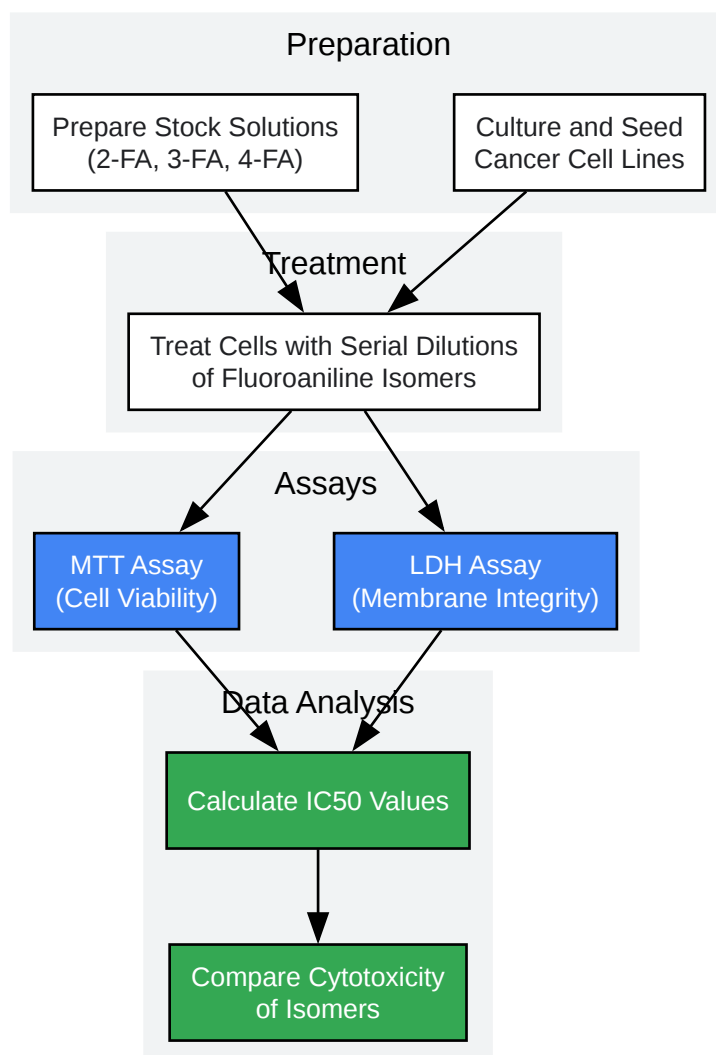 Preparation
Prepare Stock Solutions
(2-FA, 3-FA, 4-FA)
Culture and Seed
Cancer Cell Lines
Treatment
Treat Cells with Serial Dilutions
of Fluoroaniline Isomers
Assays
MTT Assay
(Cell Viability)
LDH Assay
(Membrane Integrity)
Data Analysis
Calculate IC50 Values
Compare Cytotoxicity
of Isomers